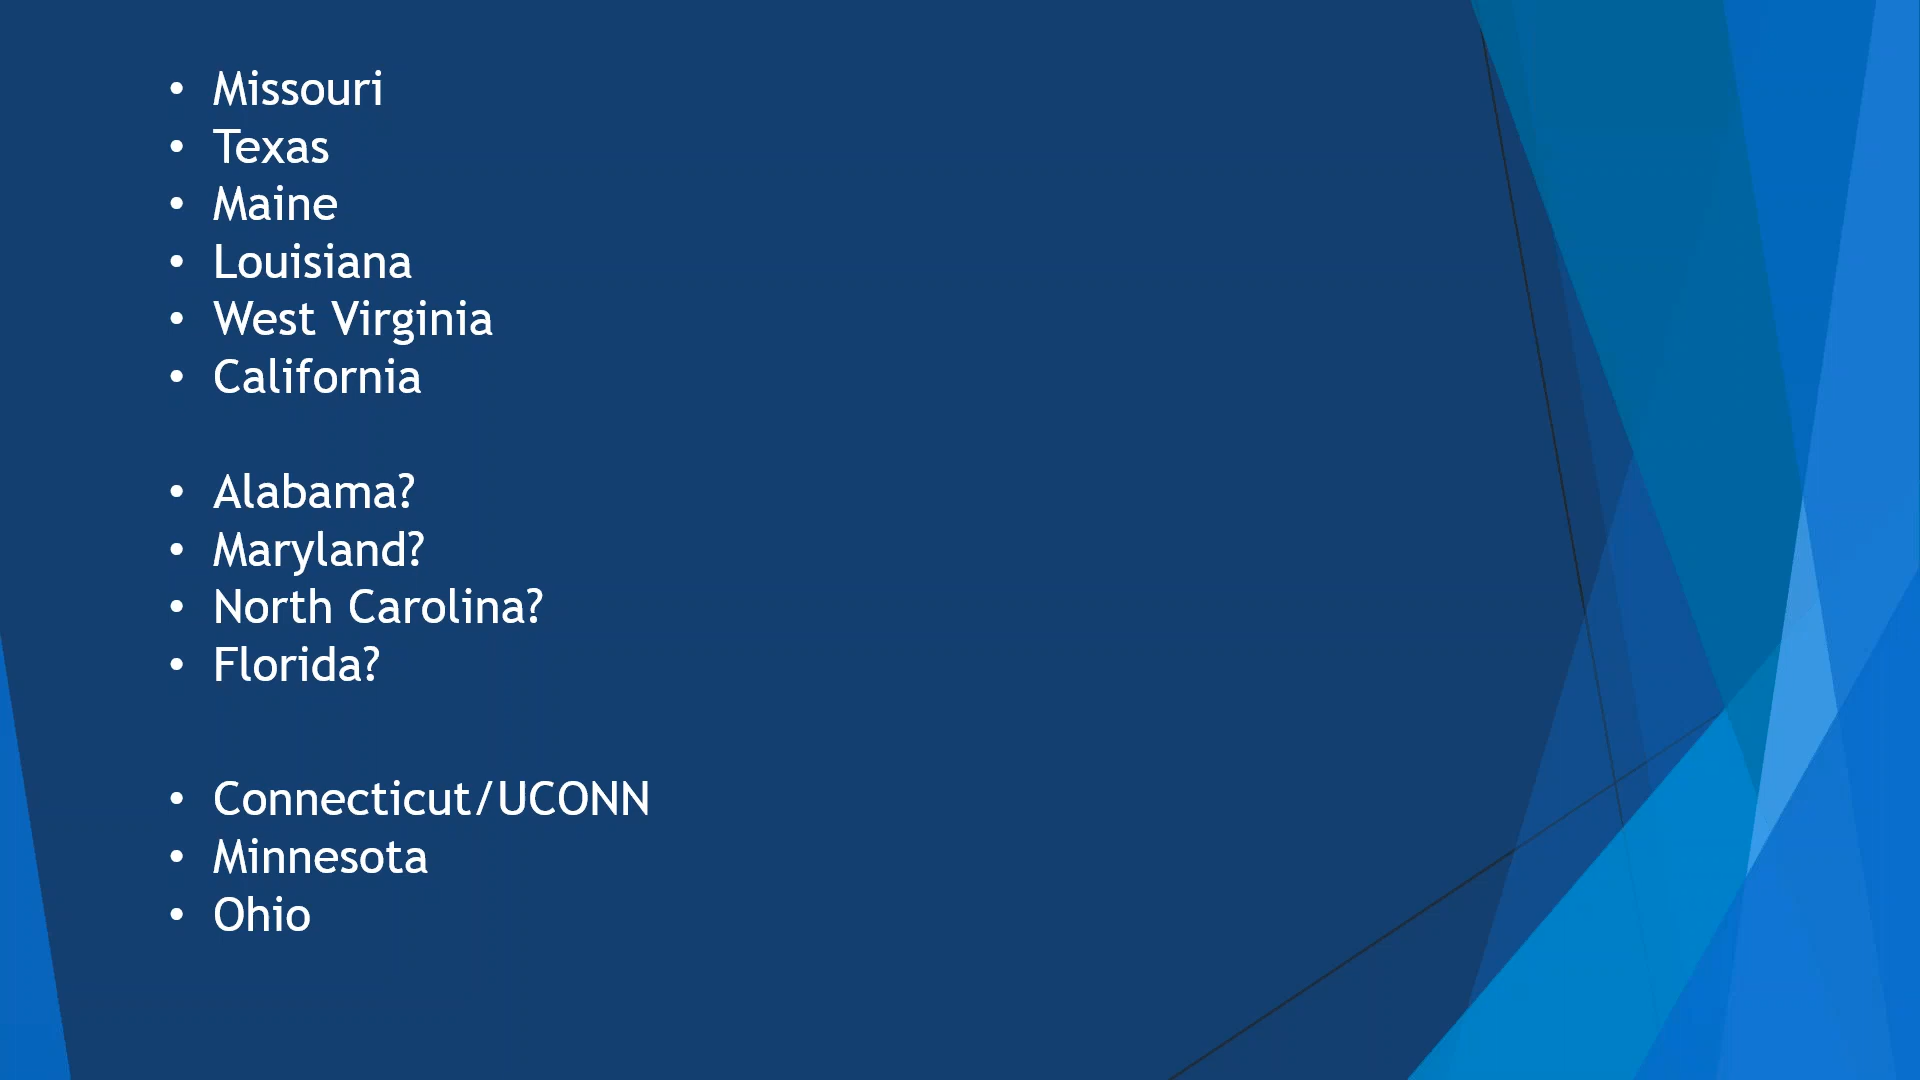 • Missouri
• Texas
• Maine
• Louisiana
• West Virginia
• California
• Alabama?
• Maryland?
• North Carolina?
• Florida?
• Connecticut/UCONN
• Minnesota
• Ohio